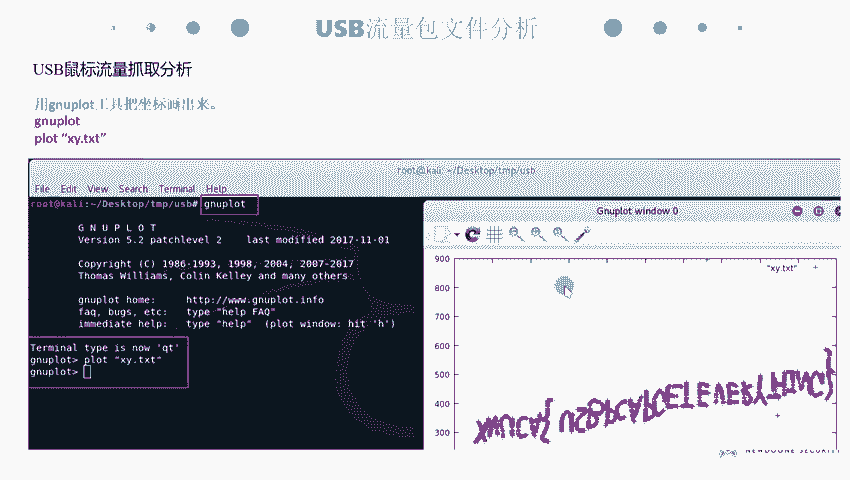 USB流量包文件分析
USB鼠标流量抓取分析
用gnuplot工具把坐标画出来。
gnuplot
plot “xy.txt”
root@kali: ~/Desktop/tmp/usb
File Edit View Search Terminal Help
root@kali:~/Desktop/tmp/usb# gnuplot
G N U P L O T
Version 5.2 patchlevel 2 last modified 2017-11-01
Copyright (C) 1986-1993, 1998, 2004, 2007-2017
Thomas Williams, Colin Kelley and many others
gnuplot home: http://www.gnuplot.info
faq, bugs, etc: type "help FAQ"
immediate help: type "help" (plot window: hit 'h')
Terminal type is now 'qt'
gnuplot> plot "xy.txt"
gnuplot>
Gnuplot window 0
"xy.txt"
900
800
700
600
500
400
300